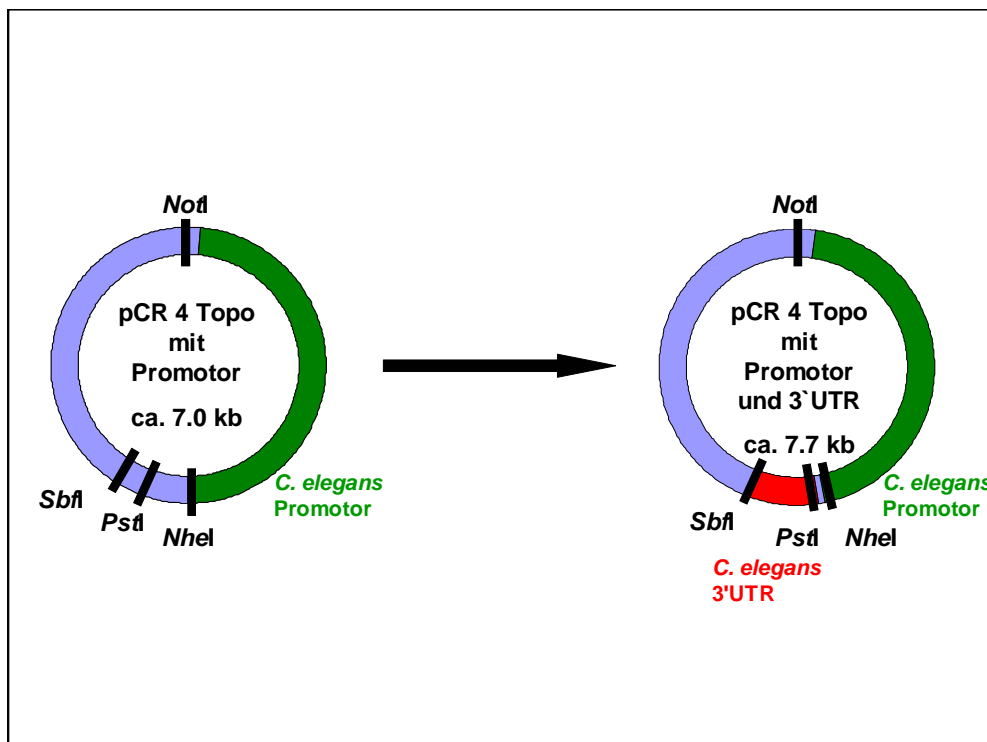 NotI
pCR 4 Topo
mit
Promotor
ca. 7.0 kb
SbfI
PstI
NheI
C. elegans
Promotor
NotI
pCR 4 Topo
mit
Promotor
und 3`UTR
ca. 7.7 kb
SbfI
PstI
NheI
C. elegans
Promotor
C. elegans
3'UTR